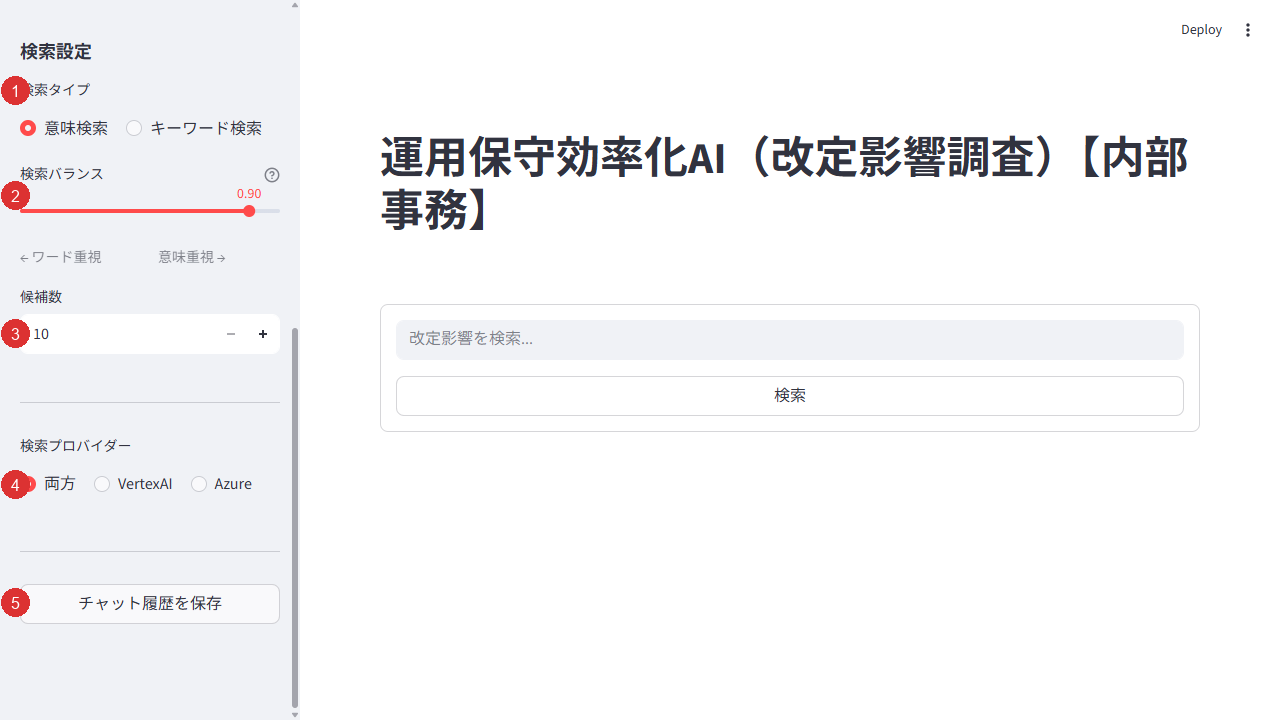 検索設定
1 検索タイプ
意味検索 キーワード検索
検索バランス
2 0.90
← ワード重視 意味重視 →
候補数
3 10 − +
検索プロバイダー
4 両方 VertexAI Azure
5 チャット履歴を保存
Deploy
運用保守効率化AI（改定影響調査）【内部
事務】
改定影響を検索...
検索